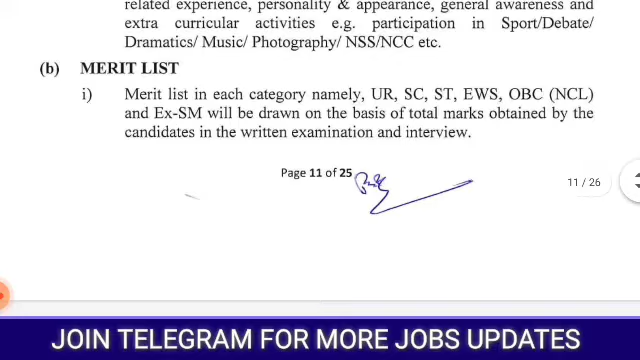 related experience, personality & appearance, general awareness and
extra curricular activities e.g. participation in Sport/Debate/
Dramatics/ Music/ Photography/ NSS/NCC etc.
(b) MERIT LIST
i) Merit list in each category namely, UR, SC, ST, EWS, OBC (NCL)
and Ex-SM will be drawn on the basis of total marks obtained by the
candidates in the written examination and interview.
Page 11 of 25
11 / 26
JOIN TELEGRAM FOR MORE JOBS UPDATES